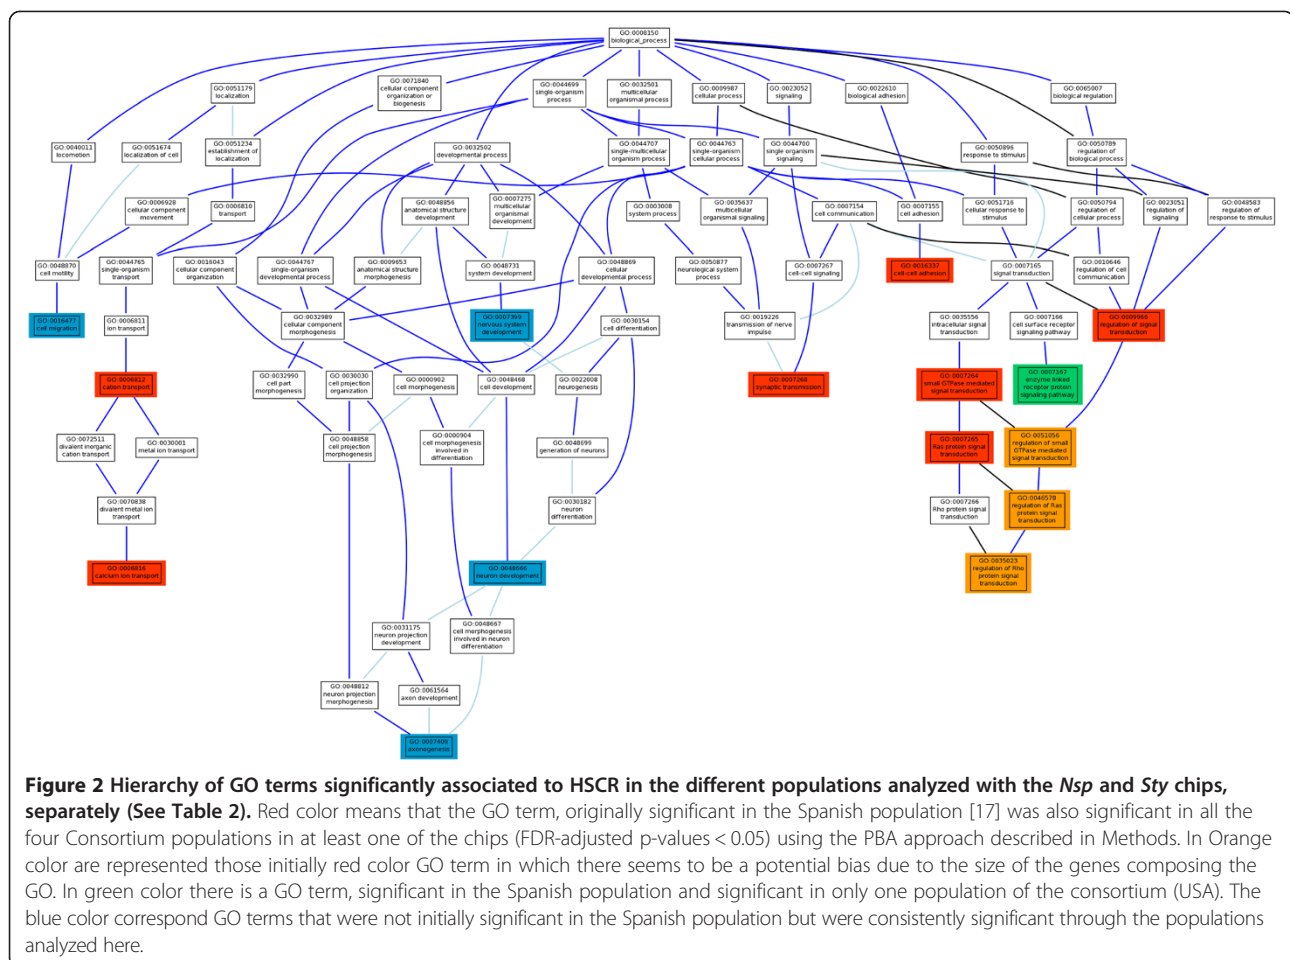 GO:0008150
biological_process
GO:0051179
localization
GO:0071840
cellular component
organization or
biogenesis
GO:0044699
single-organism
process
GO:0032501
multicellular
organismal process
GO:0009987
cellular process
GO:0023052
signaling
GO:0022610
biological adhesion
GO:0065007
biological regulation
GO:0040011
locomotion
GO:0051674
localization of cell
GO:0051234
establishment of
localization
GO:0032502
developmental process
GO:0044707
single-multicellular
organism process
GO:0044763
single-organism
cellular process
GO:0044700
single organism
signaling
GO:0050896
response to stimulus
GO:0050789
regulation of
biological process
GO:0006928
cellular component
movement
GO:0006810
transport
GO:0048856
anatomical structure
development
GO:0007275
multicellular
organismal
development
GO:0003008
system process
GO:0035637
multicellular
organismal signaling
GO:0007154
cell communication
GO:0007155
cell adhesion
GO:0051716
cellular response to
stimulus
GO:0050794
regulation of
cellular process
GO:0023051
regulation of
signaling
GO:0048583
regulation of
response to stimulus
GO:0048870
cell motility
GO:0044765
single-organism
transport
GO:0016043
cellular component
organization
GO:0044767
single-organism
developmental process
GO:0009653
anatomical structure
morphogenesis
GO:0048731
system development
GO:0048869
cellular
developmental process
GO:0050877
neurological system
process
GO:0007267
cell-cell signaling
GO:0016337
cell-cell adhesion
GO:0007165
signal transduction
GO:0010646
regulation of cell
communication
GO:0016477
cell migration
GO:0006811
ion transport
GO:0032989
cellular component
morphogenesis
GO:0007399
nervous system
development
GO:0030154
cell differentiation
GO:0019226
transmission of nerve
impulse
GO:0035556
intracellular signal
transduction
GO:0007166
cell surface receptor
signaling pathway
GO:0009966
regulation of signal
transduction
GO:0006812
cation transport
GO:0032990
cell part
morphogenesis
GO:0030030
cell projection
organization
GO:0000902
cell morphogenesis
GO:0048468
cell development
GO:0022008
neurogenesis
GO:0007268
synaptic transmission
GO:0007264
small GTPase mediated
signal transduction
GO:0007167
enzyme linked
receptor protein
signaling pathway
GO:0072511
divalent inorganic
cation transport
GO:0030001
metal ion transport
GO:0048858
cell projection
morphogenesis
GO:0000904
cell morphogenesis
involved in
differentiation
GO:0048699
generation of neurons
GO:0007265
Ras protein signal
transduction
GO:0051056
regulation of small
GTPase mediated
signal transduction
GO:0070838
divalent metal ion
transport
GO:0030182
neuron
differentiation
GO:0007266
Rho protein signal
transduction
GO:0046578
regulation of Ras
protein signal
transduction
GO:0006816
calcium ion transport
GO:0048666
neuron development
GO:0035023
regulation of Rho
protein signal
transduction
GO:0031175
neuron projection
development
GO:0048667
cell morphogenesis
involved in neuron
differentiation
GO:0048812
neuron projection
morphogenesis
GO:0061564
axon development
GO:0007409
axonogenesis
Figure 2 Hierarchy of GO terms significantly associated to HSCR in the different populations analyzed with the Nsp and Sty chips,
separately (See Table 2). Red color means that the GO term, originally significant in the Spanish population [17] was also significant in all the
four Consortium populations in at least one of the chips (FDR-adjusted p-values < 0.05) using the PBA approach described in Methods. In Orange
color are represented those initially red color GO term in which there seems to be a potential bias due to the size of the genes composing the
GO. In green color there is a GO term, significant in the Spanish population and significant in only one population of the consortium (USA). The
blue color correspond GO terms that were not initially significant in the Spanish population but were consistently significant through the populations
analyzed here.